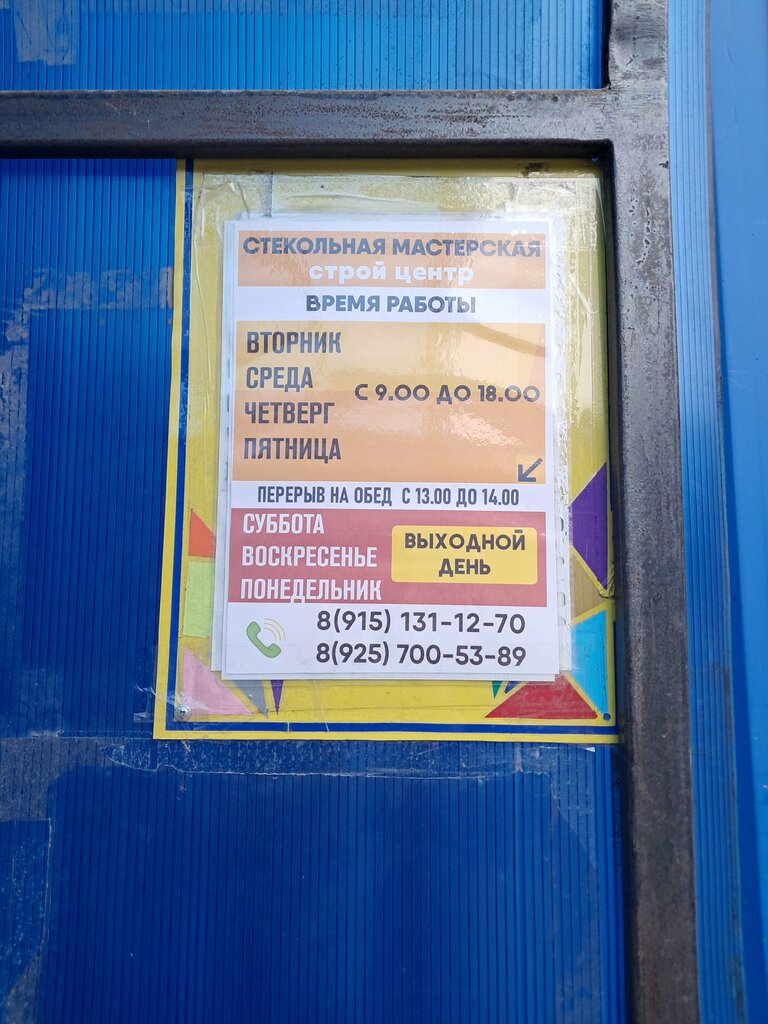 СТЕКОЛЬНАЯ МАСТЕРСКАЯ
строй центр
ВРЕМЯ РАБОТЫ
ВТОРНИК
СРЕДА
ЧЕТВЕРГ
ПЯТНИЦА
С 9.00 ДО 18.00
ПЕРЕРЫВ НА ОБЕД С 13.00 ДО 14.00
СУББОТА
ВОСКРЕСЕНЬЕ
ПОНЕДЕЛЬНИК
ВЫХОДНОЙ
ДЕНЬ
8(915) 131-12-70
8(925) 700-53-89